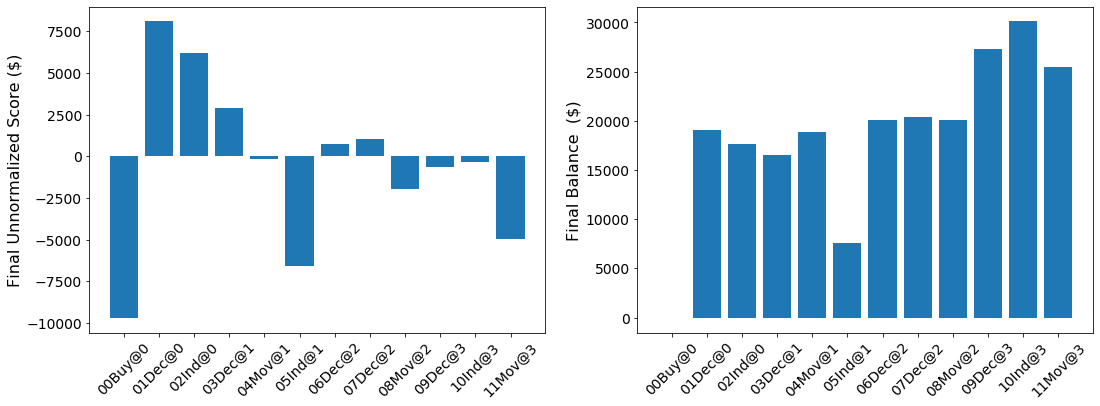 Final Unnormalized Score ($)
7500
5000
2500
0
−2500
−5000
−7500
−10000
00Buy@0
01Dec@0
02Ind@0
03Dec@1
04Mov@1
05Ind@1
06Dec@2
07Dec@2
08Mov@2
09Dec@3
10Ind@3
11Mov@3
Final Balance ($)
30000
25000
20000
15000
10000
5000
0
00Buy@0
01Dec@0
02Ind@0
03Dec@1
04Mov@1
05Ind@1
06Dec@2
07Dec@2
08Mov@2
09Dec@3
10Ind@3
11Mov@3